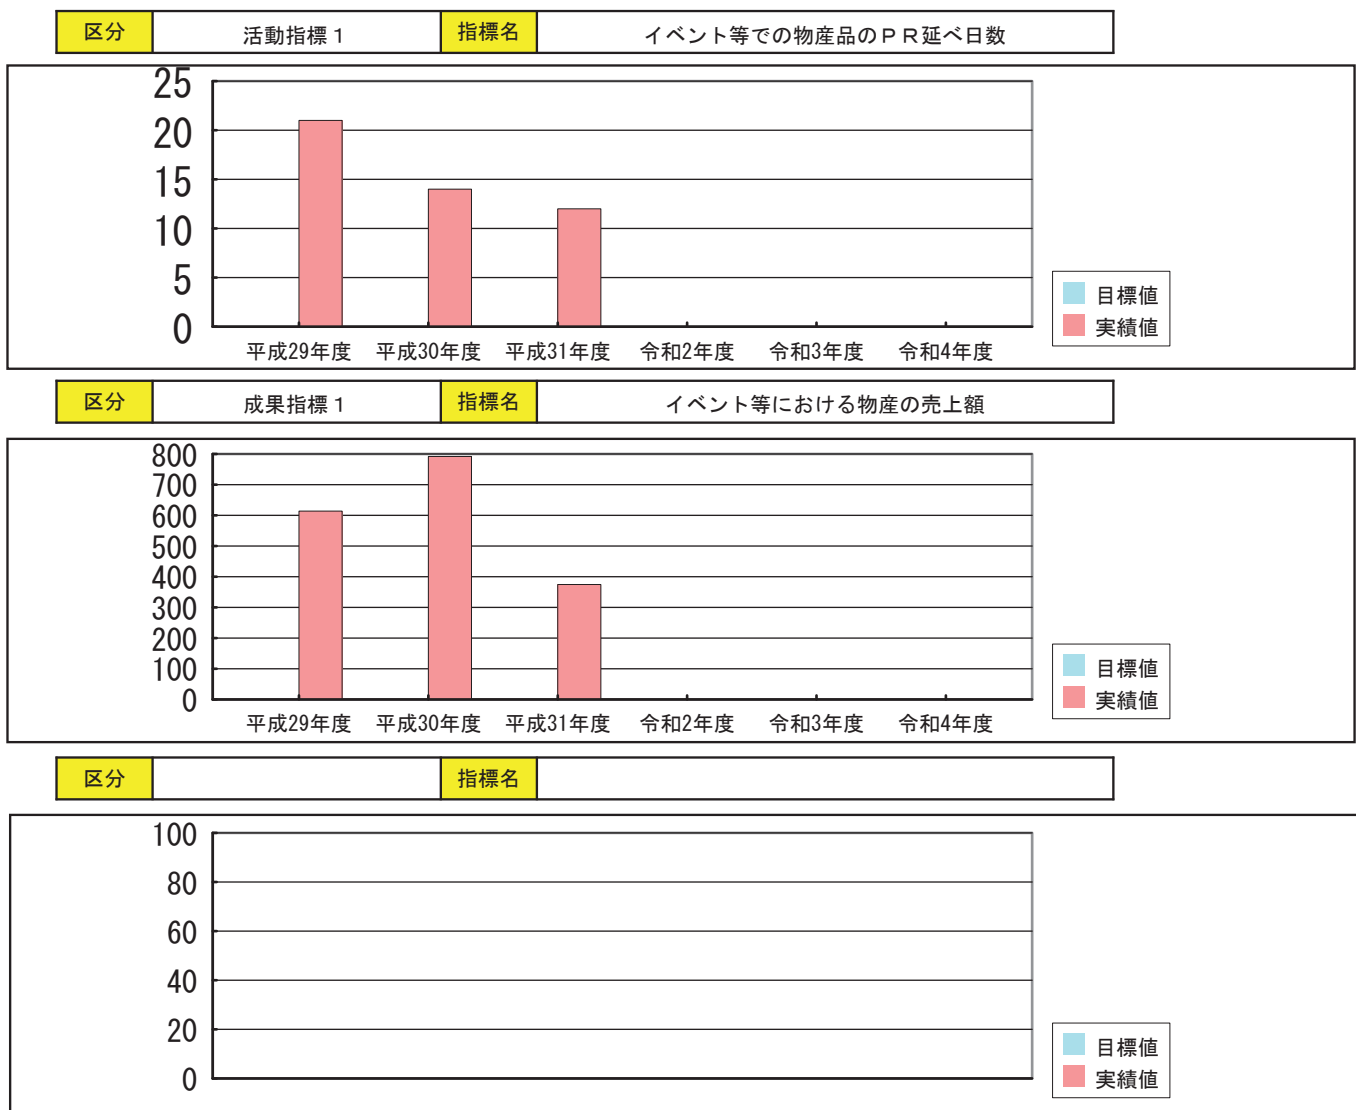 区分 活動指標１ 指標名 イベント等での物産品のＰＲ延べ日数
25
20
15
10
5
0
平成29年度 平成30年度 平成31年度 令和2年度 令和3年度 令和4年度
目標値
実績値
区分 成果指標１ 指標名 イベント等における物産の売上額
800
700
600
500
400
300
200
100
0
平成29年度 平成30年度 平成31年度 令和2年度 令和3年度 令和4年度
目標値
実績値
区分 指標名
100
80
60
40
20
0
目標値
実績値